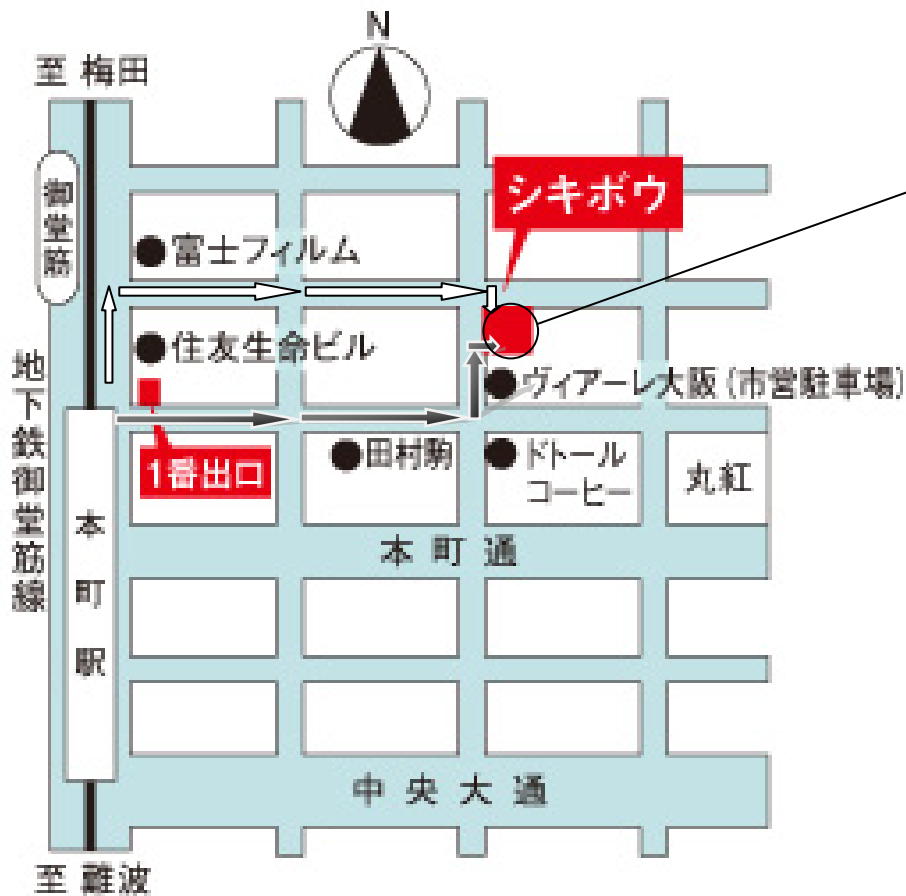 N
至 梅田
御堂筋
シキボウ
富士フィルム
住友生命ビル
地下鉄御堂筋線
ヴィアーレ大阪(市営駐車場)
1番出口
田村駒
ドトール
コーヒー
丸紅
本町駅
本町通
中央大通
至 難波